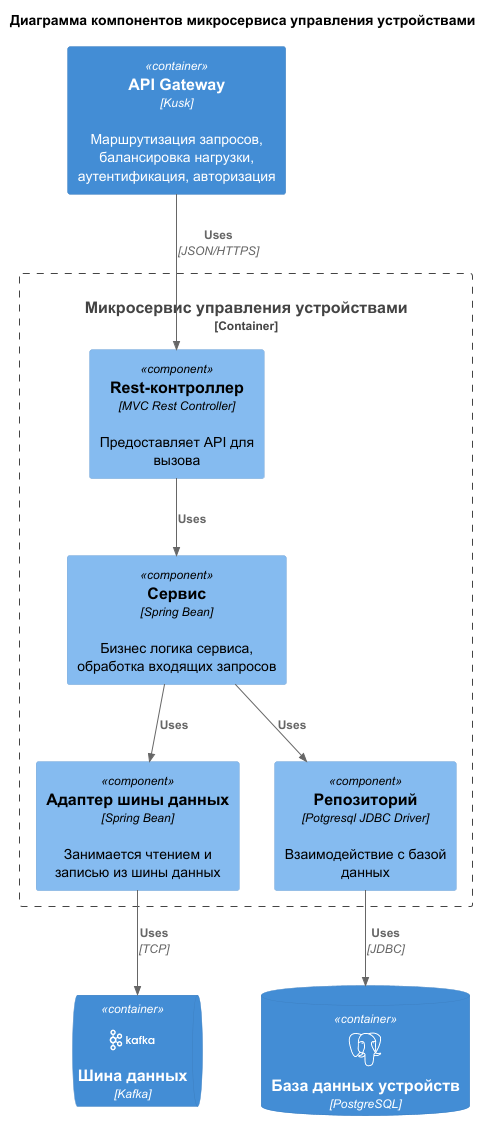 Диаграмма компонентов микросервиса управления устройствами
«container»
API Gateway
[Kusk]
Маршрутизация запросов,
балансировка нагрузки,
аутентификация, авторизация
Uses
[JSON/HTTPS]
Микросервис управления устройствами
[Container]
«component»
Rest-контроллер
[MVC Rest Controller]
Предоставляет API для
вызова
Uses
«component»
Сервис
[Spring Bean]
Бизнес логика сервиса,
обработка входящих запросов
Uses
Uses
«component»
Адаптер шины данных
[Spring Bean]
Занимается чтением и
записью из шины данных
«component»
Репозиторий
[Potgresql JDBC Driver]
Взаимодействие с базой
данных
Uses
[TCP]
Uses
[JDBC]
«container»
kafka
Шина данных
[Kafka]
«container»
База данных устройств
[PostgreSQL]